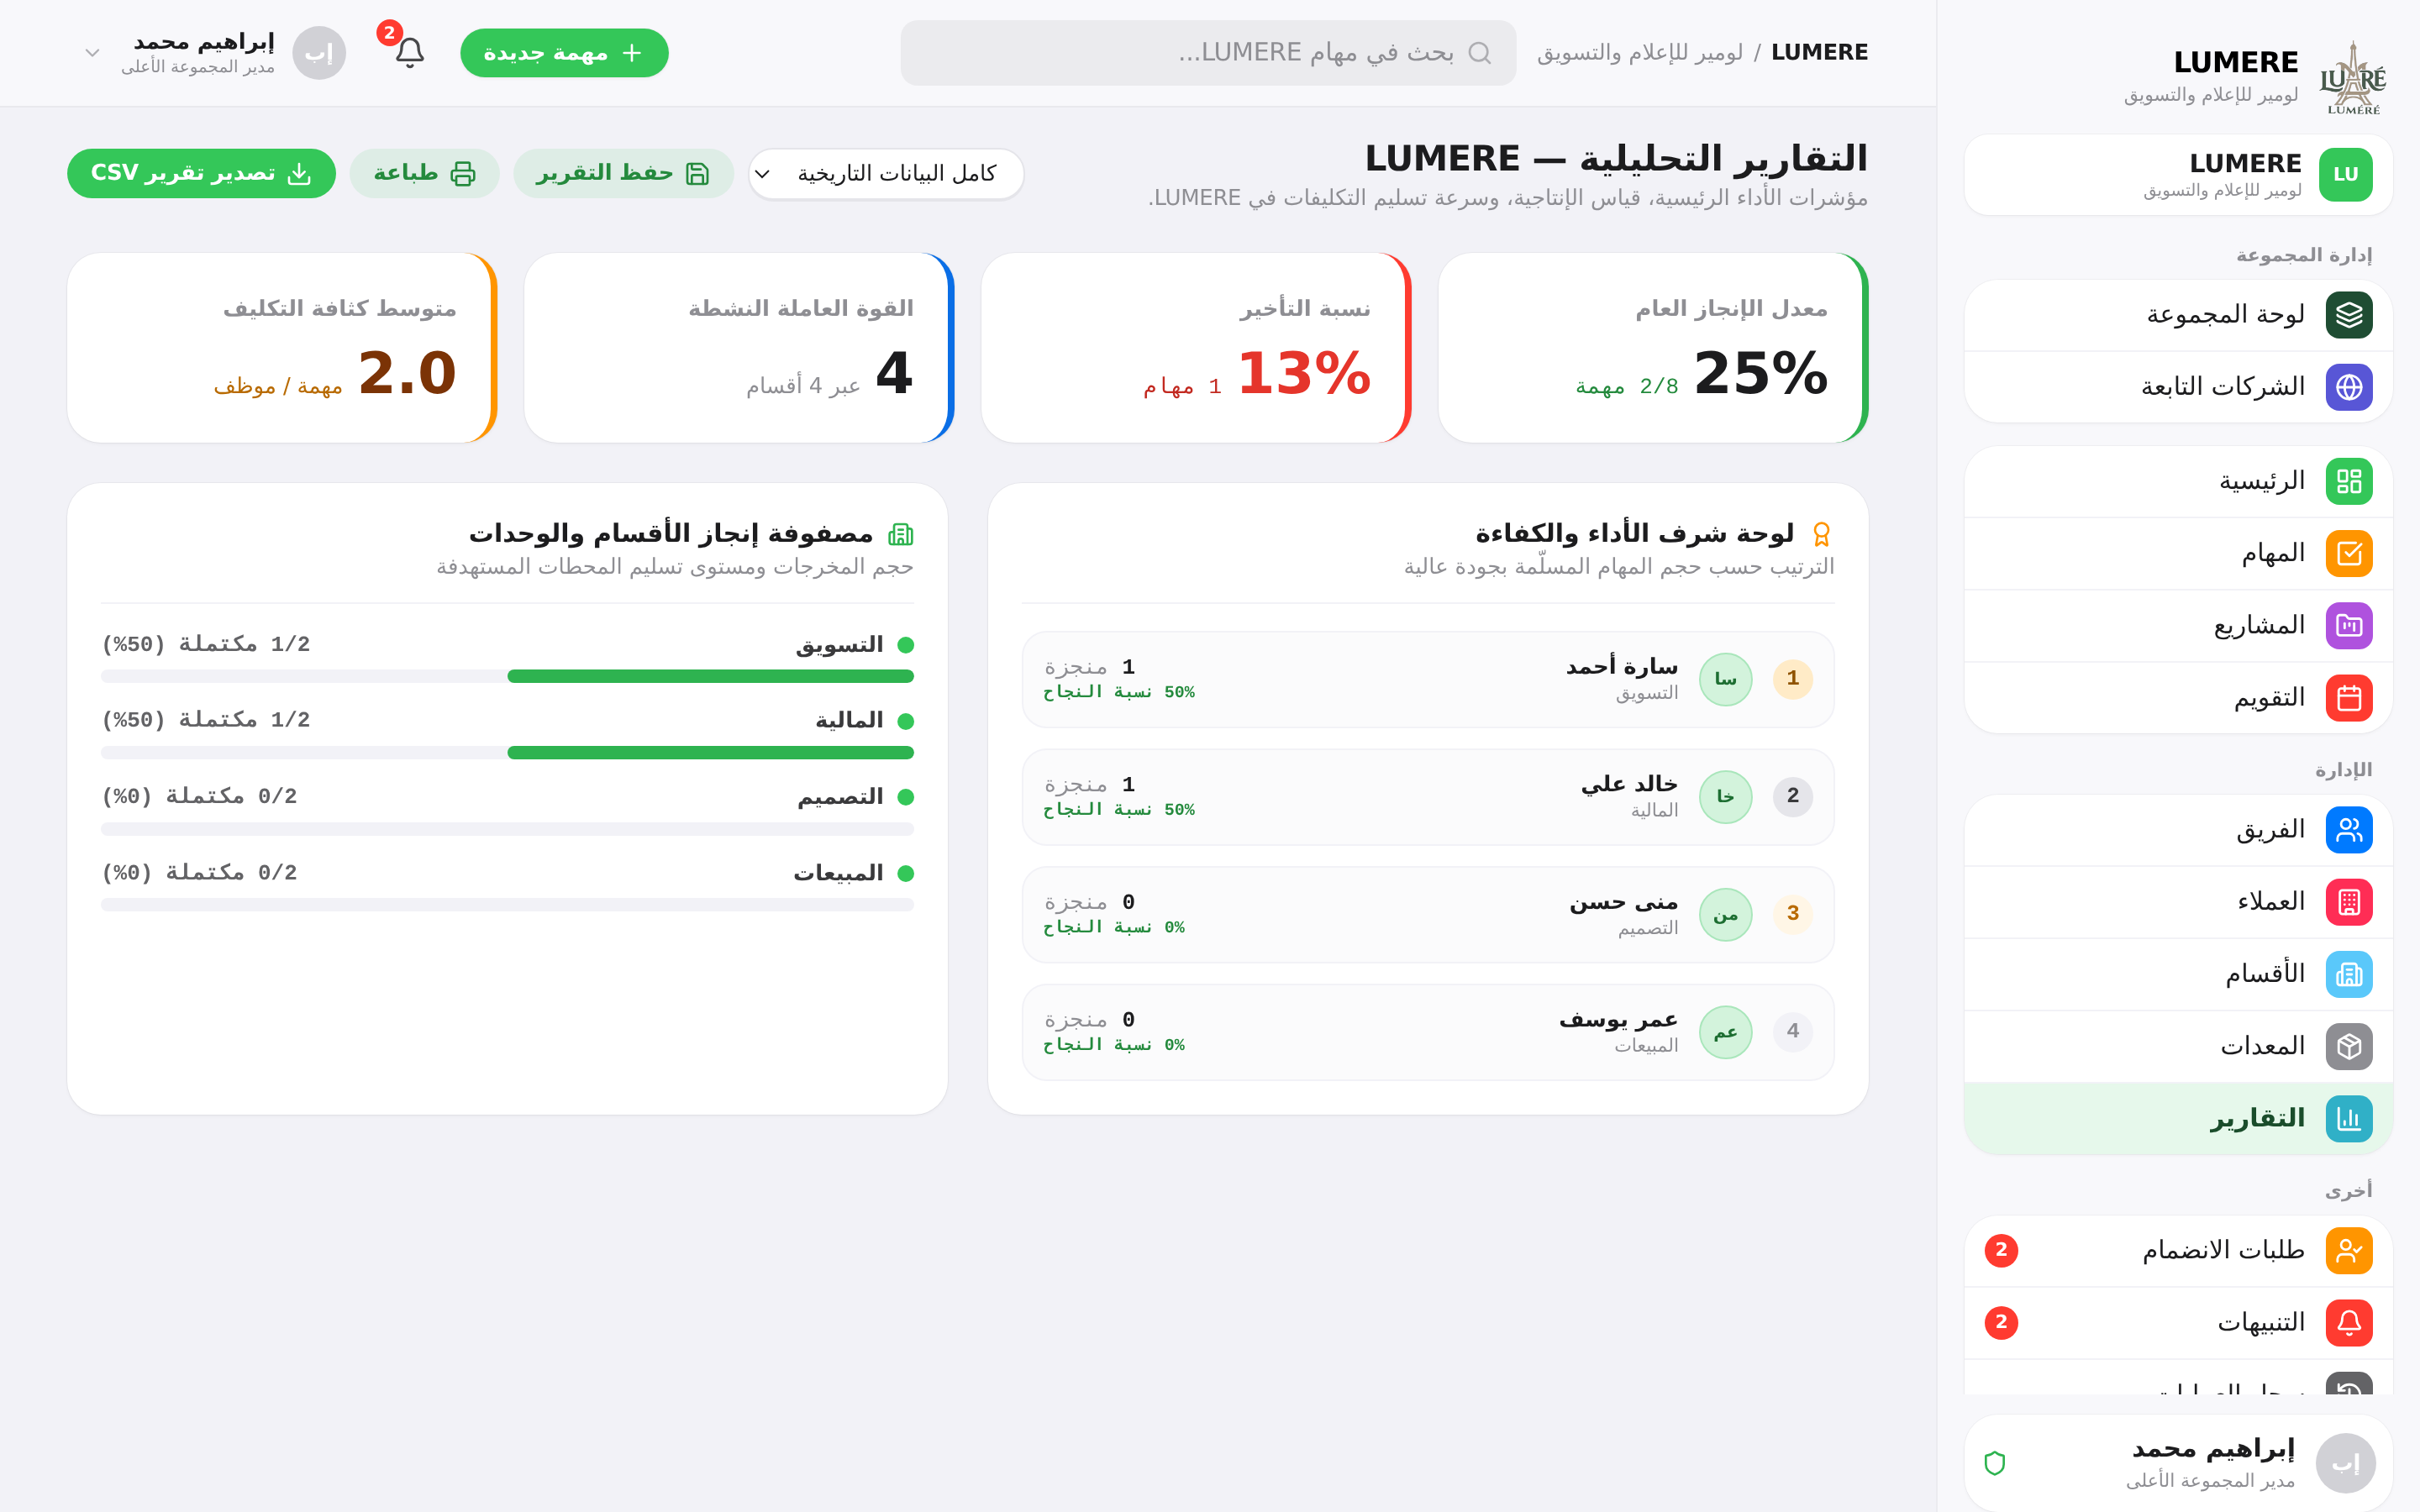 LUMERE
لومير للإعلام والتسويق
LUMÉRÉ
LU
LUMERE
لومير للإعلام والتسويق
إدارة المجموعة
لوحة المجموعة
الشركات التابعة
الرئيسية
المهام
المشاريع
التقويم
الإدارة
الفريق
العملاء
الأقسام
المعدات
التقارير
أخرى
طلبات الانضمام 2
التنبيهات 2
إب
إبراهيم محمد
مدير المجموعة الأعلى
LUMERE / لومير للإعلام والتسويق
بحث في مهام LUMERE...
مهمة جديدة
2
إب
إبراهيم محمد
مدير المجموعة الأعلى
التقارير التحليلية — LUMERE
مؤشرات الأداء الرئيسية، قياس الإنتاجية، وسرعة تسليم التكليفات في LUMERE.
كامل البيانات التاريخية
حفظ التقرير
طباعة
تصدير تقرير CSV
معدل الإنجاز العام
25% 2/8 مهمة
نسبة التأخير
13% 1 مهام
القوة العاملة النشطة
4 عبر 4 أقسام
متوسط كثافة التكليف
2.0 مهمة / موظف
لوحة شرف الأداء والكفاءة
الترتيب حسب حجم المهام المسلّمة بجودة عالية
1 سا سارة أحمد 1 منجزة
التسويق 50% نسبة النجاح
2 خا خالد علي 1 منجزة
المالية 50% نسبة النجاح
3 من منى حسن 0 منجزة
التصميم 0% نسبة النجاح
4 عم عمر يوسف 0 منجزة
المبيعات 0% نسبة النجاح
مصفوفة إنجاز الأقسام والوحدات
حجم المخرجات ومستوى تسليم المحطات المستهدفة
التسويق 1/2 مكتملة (50%)
المالية 1/2 مكتملة (50%)
التصميم 0/2 مكتملة (0%)
المبيعات 0/2 مكتملة (0%)